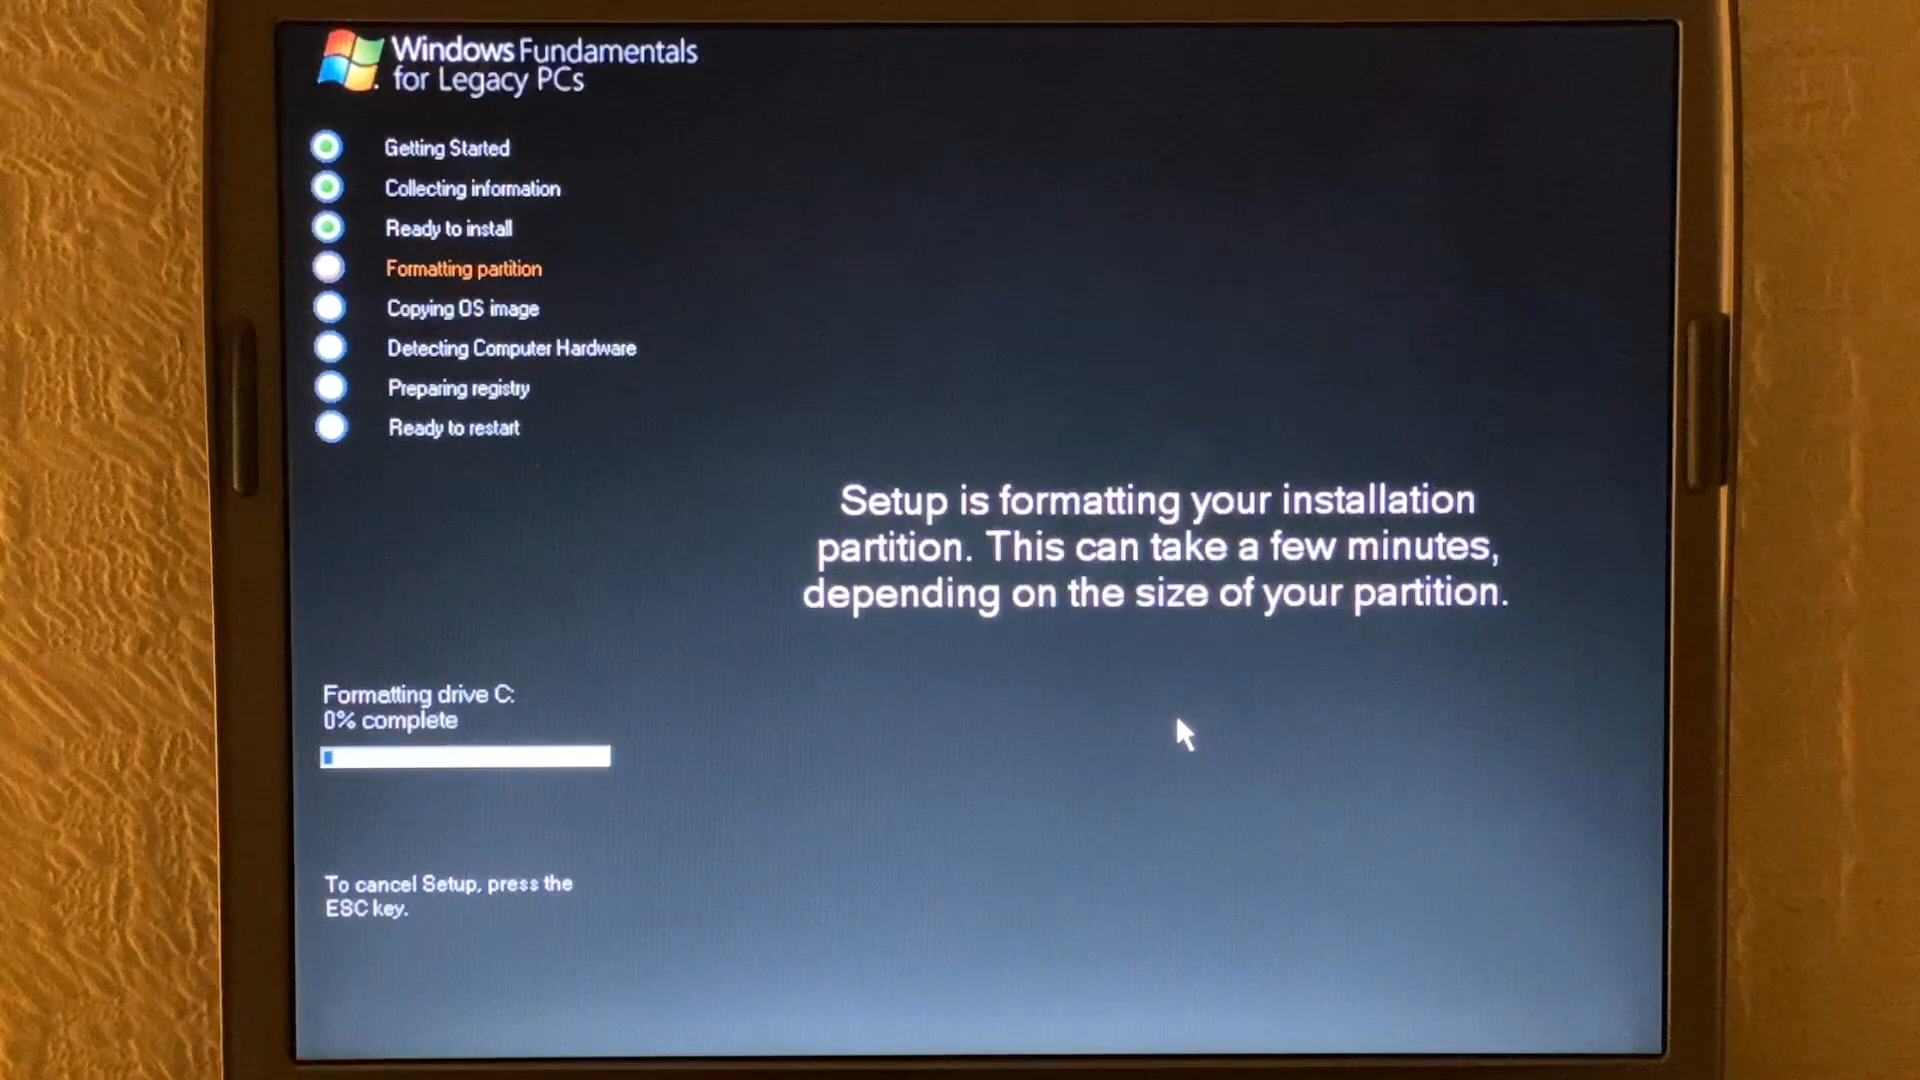 Windows Fundamentals
for Legacy PCs
Getting Started
Collecting information
Ready to install
Formatting partition
Copying OS image
Detecting Computer Hardware
Preparing registry
Ready to restart
Setup is formatting your installation
partition. This can take a few minutes,
depending on the size of your partition.
Formatting drive C:
0% complete
To cancel Setup, press the
ESC key.